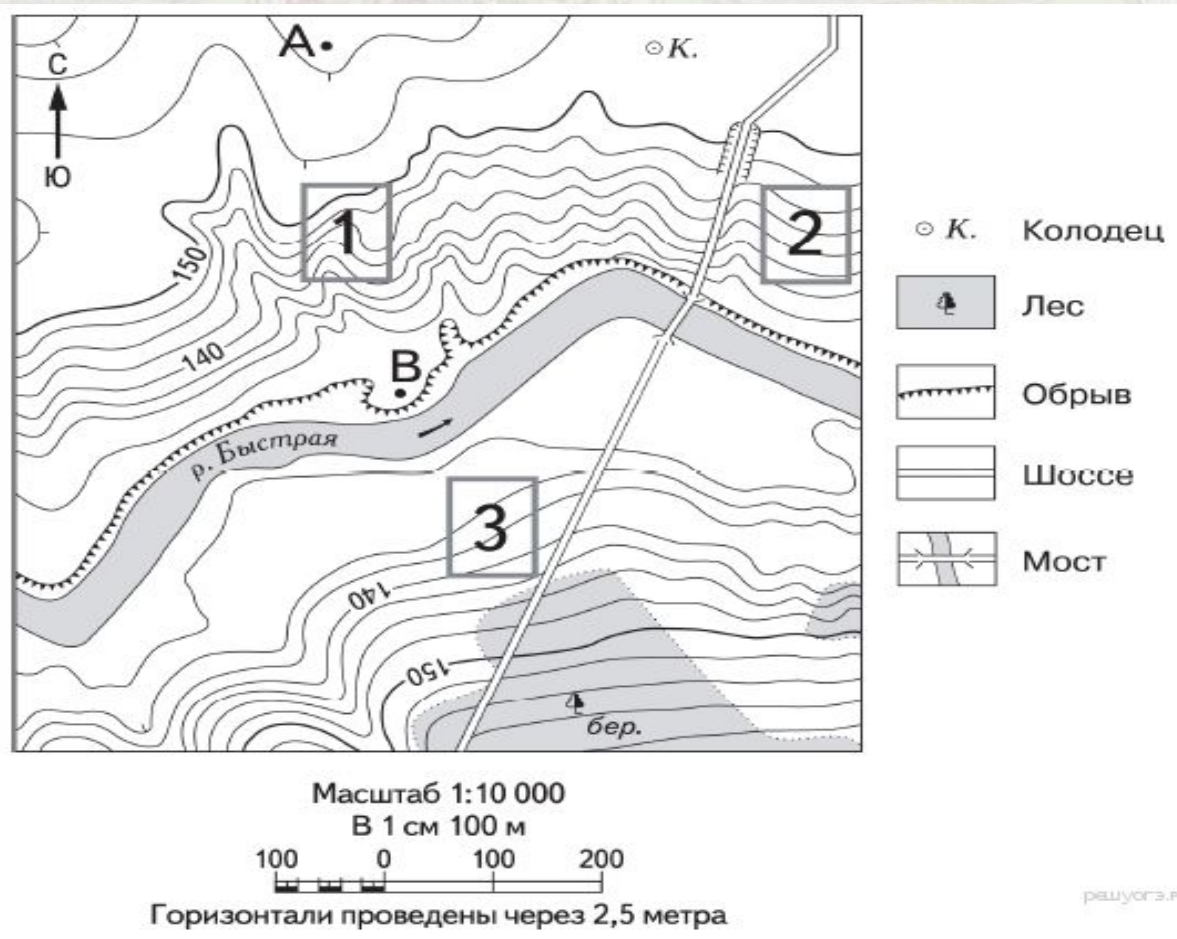 А
К.
С
Ю
1
2
150
К. Колодец
Лес
140
В
Обрыв
р. Быстрая
Шоссе
3
Мост
140
150
бер.
Масштаб 1:10 000
В 1 см 100 м
100 0 100 200
Горизонтали проведены через 2,5 метра